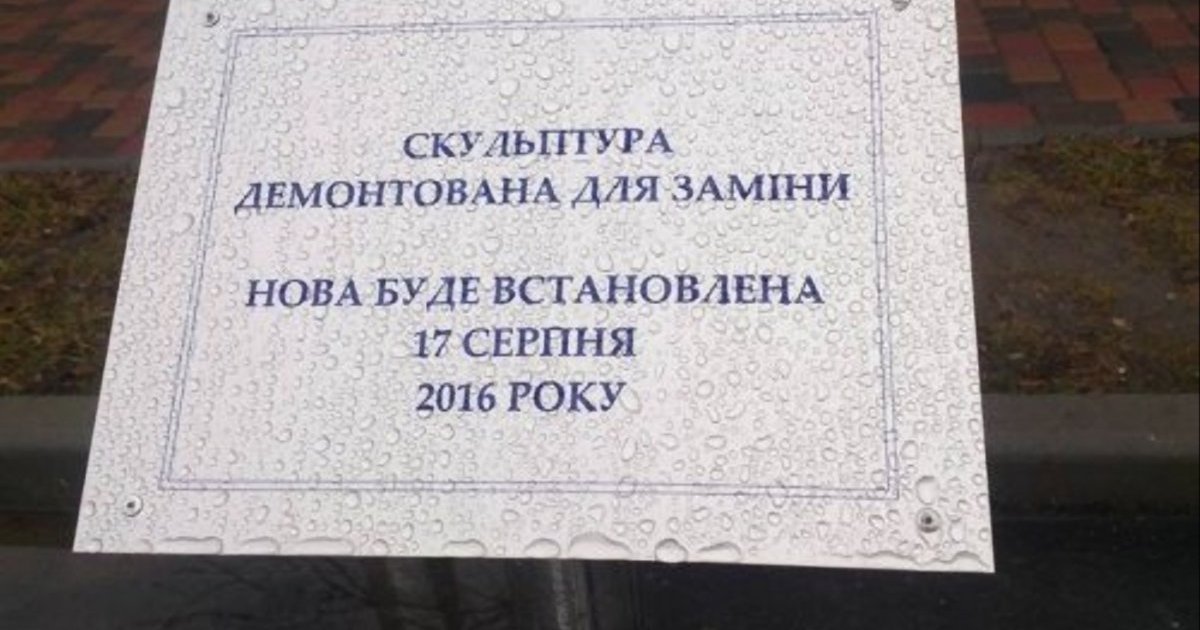 СКУЛЬПТУРА
ДЕМОНТОВАНА ДЛЯ ЗАМІНИ
НОВА БУДЕ ВСТАНОВЛЕНА
17 СЕРПНЯ
2016 РОКУ